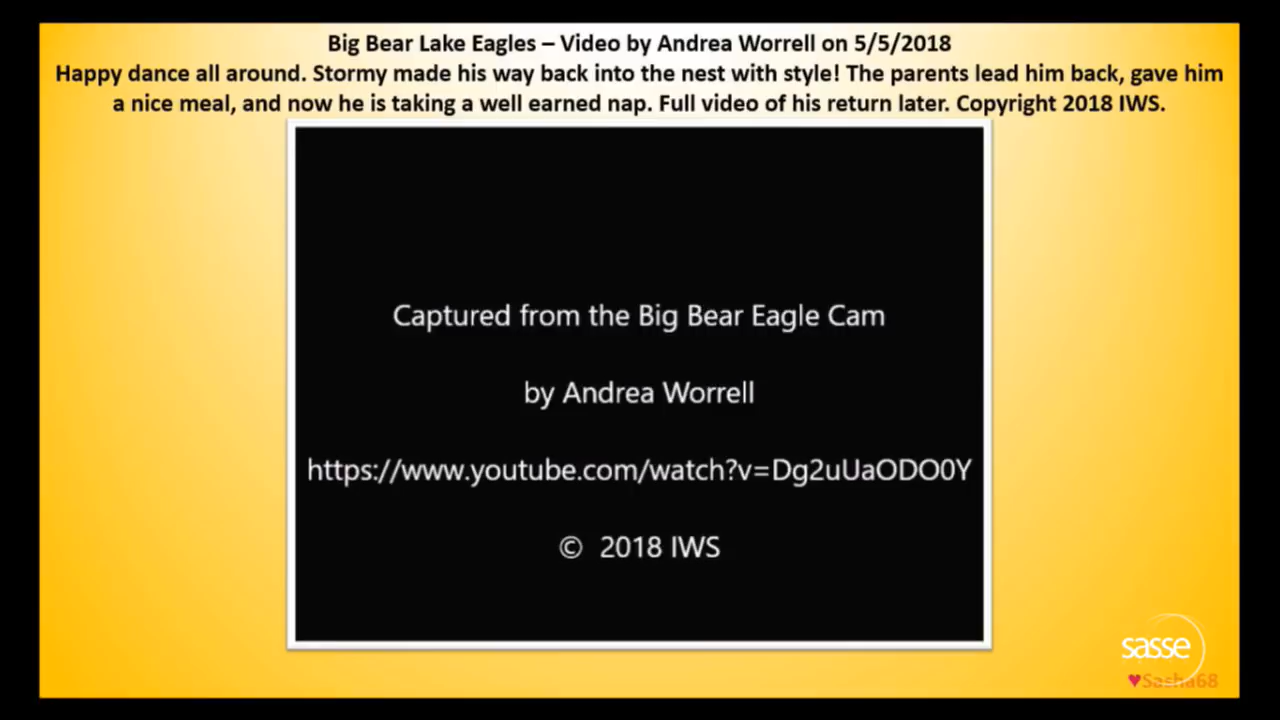 Big Bear Lake Eagles – Video by Andrea Worrell on 5/5/2018
Happy dance all around. Stormy made his way back into the nest with style! The parents lead him back, gave him
a nice meal, and now he is taking a well earned nap. Full video of his return later. Copyright 2018 IWS.
Captured from the Big Bear Eagle Cam
by Andrea Worrell
https://www.youtube.com/watch?v=Dg2uUaODO0Y
© 2018 IWS
sasse
♥Sasha68